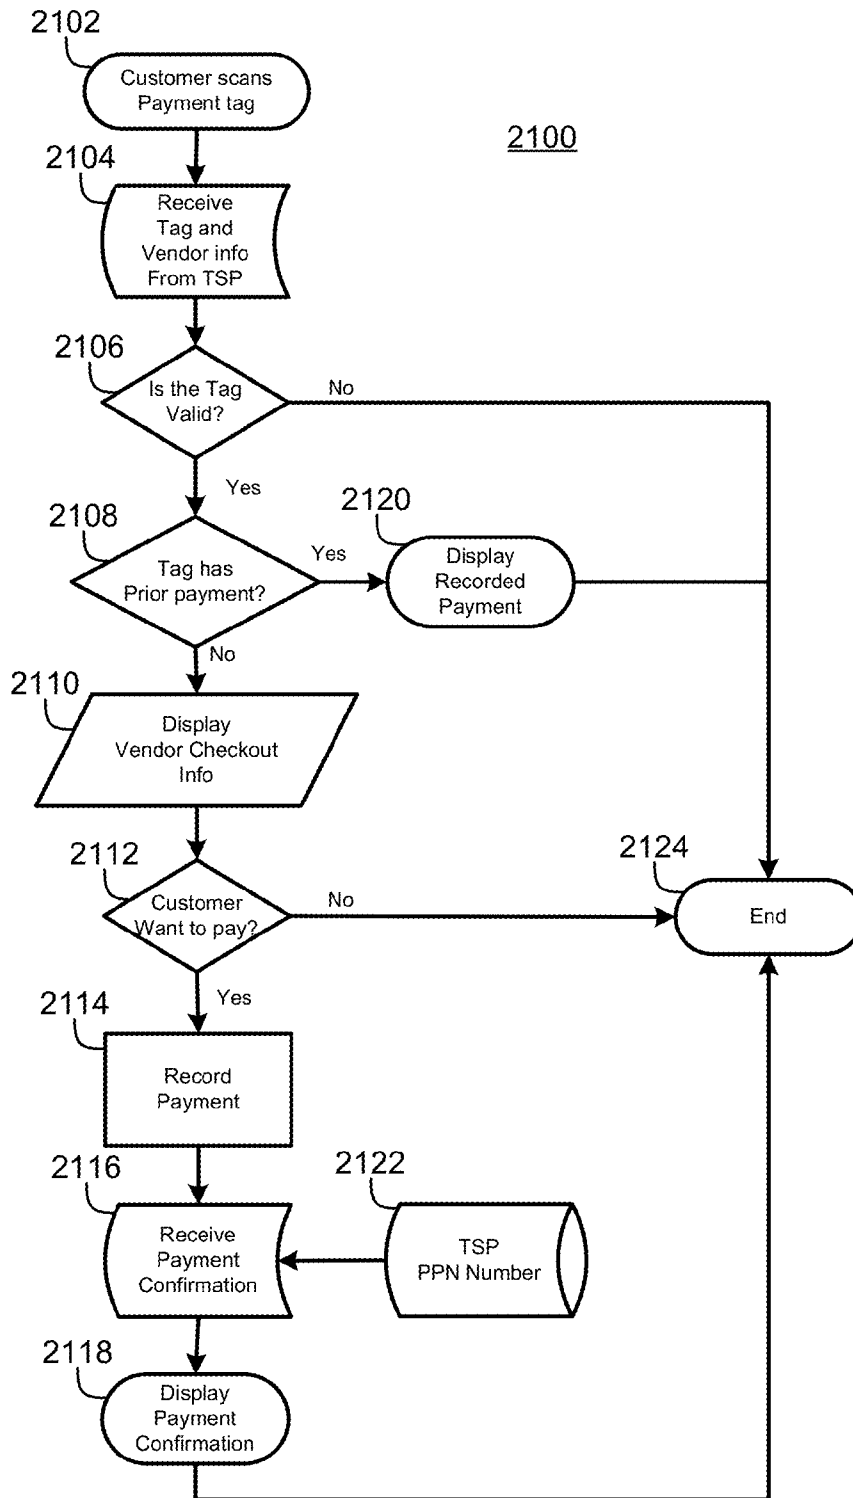 2102
Customer scans
Payment tag
2100
2104
Receive
Tag and
Vendor info
From TSP
2106
Is the Tag
Valid?
No
Yes
2108
Tag has
Prior payment?
Yes
2120
Display
Recorded
Payment
No
2110
Display
Vendor Checkout
Info
2112
Customer
Want to pay?
No
2124
End
Yes
2114
Record
Payment
2116
Receive
Payment
Confirmation
2122
TSP
PPN Number
2118
Display
Payment
Confirmation